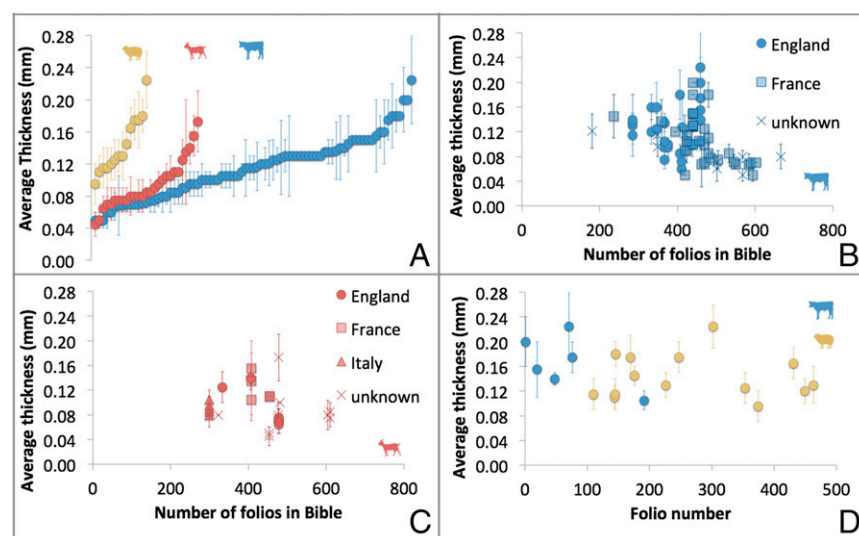 0.28
0.24
0.20
0.16
0.12
0.08
0.04
0.00
Average Thickness (mm)
0 200 400 600 800
A
0.28
0.24
0.20
0.16
0.12
0.08
0.04
0.00
Average thickness (mm)
England
France
unknown
0 200 400 600 800
Number of folios in Bible
B
0.28
0.24
0.20
0.16
0.12
0.08
0.04
0.00
Average thickness (mm)
England
France
Italy
unknown
0 200 400 600 800
Number of folios in Bible
C
0.28
0.24
0.20
0.16
0.12
0.08
0.04
0.00
Average thickness (mm)
0 100 200 300 400 500
Folio number
D